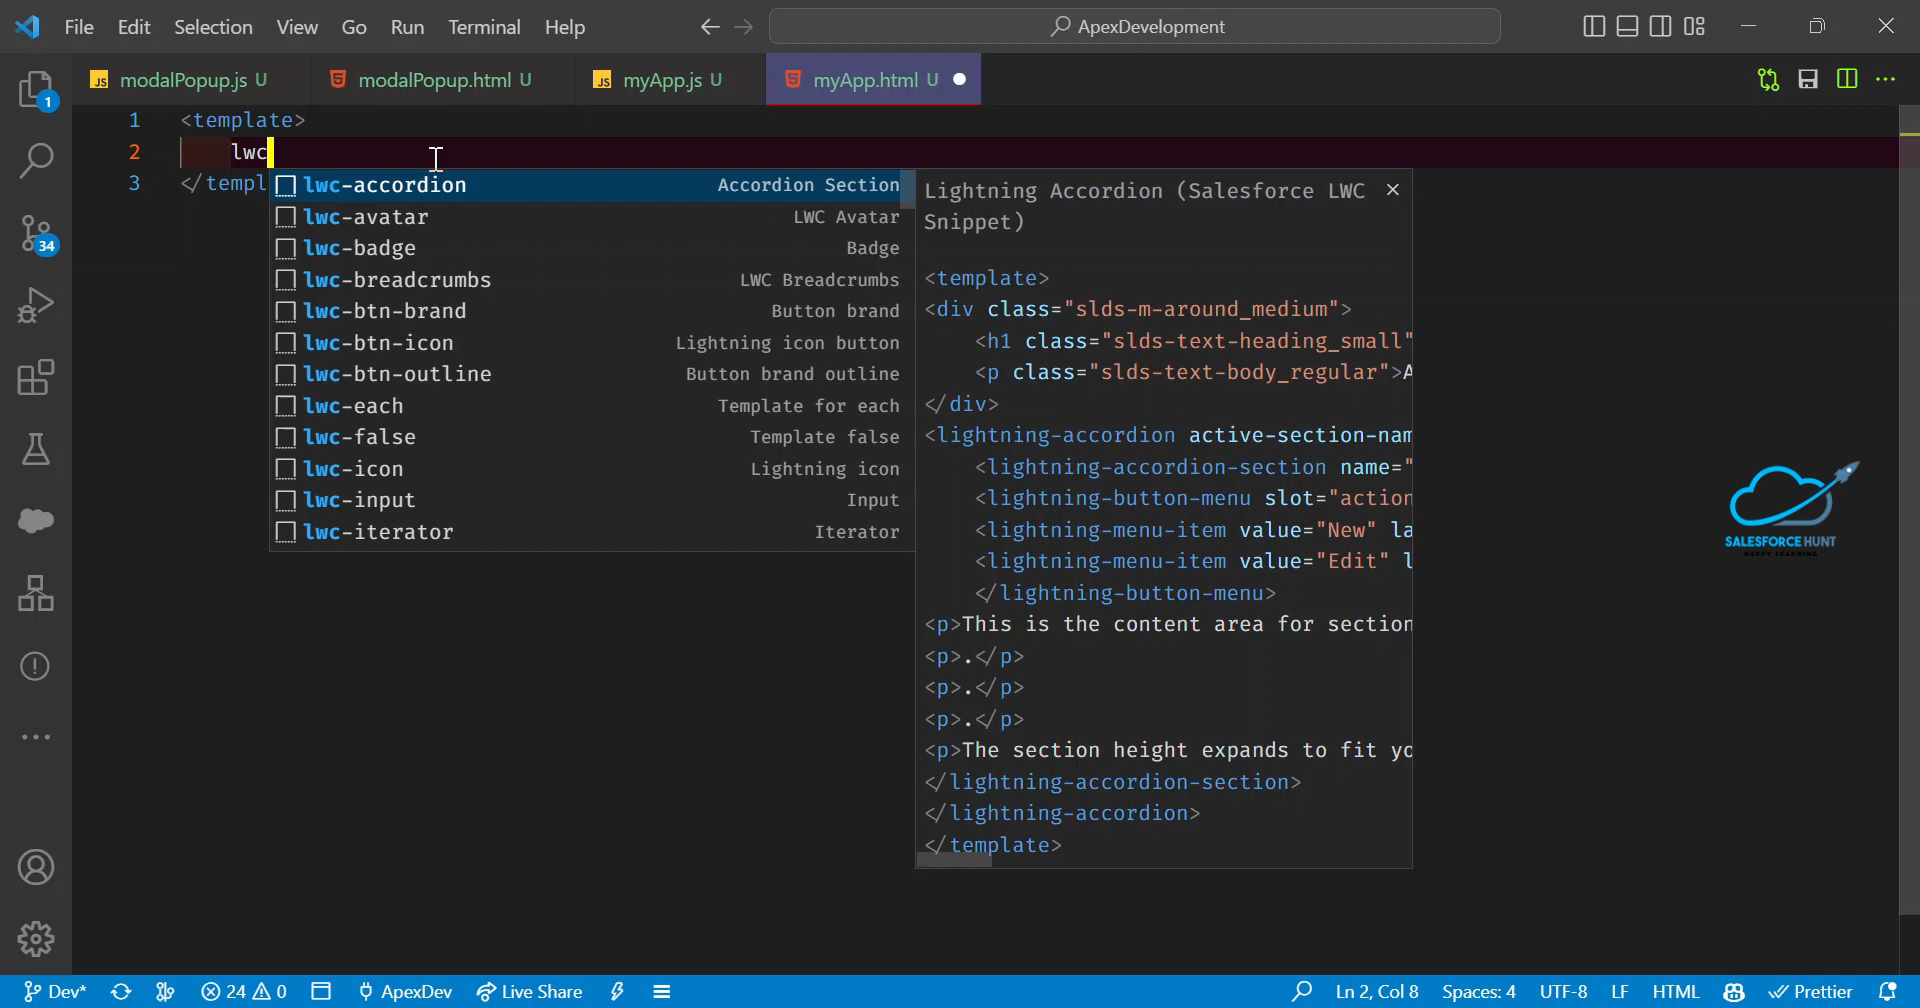 File Edit Selection View Go Run Terminal Help
ApexDevelopment
modalPopup.js U
modalPopup.html U
myApp.js U
myApp.html U
1 <template>
2 lwc
3 </templ
lwc-accordion Accordion Section
lwc-avatar LWC Avatar
lwc-badge Badge
lwc-breadcrumbs LWC Breadcrumbs
lwc-btn-brand Button brand
lwc-btn-icon Lightning icon button
lwc-btn-outline Button brand outline
lwc-each Template for each
lwc-false Template false
lwc-icon Lightning icon
lwc-input Input
lwc-iterator Iterator
Lightning Accordion (Salesforce LWC
Snippet)
<template>
<div class="slds-m-around_medium">
<h1 class="slds-text-heading_small"
<p class="slds-text-body_regular">A
</div>
<lightning-accordion active-section-nam
<lightning-accordion-section name="
<lightning-button-menu slot="action
<lightning-menu-item value="New" la
<lightning-menu-item value="Edit" l
</lightning-button-menu>
<p>This is the content area for section
<p>.</p>
<p>.</p>
<p>.</p>
<p>The section height expands to fit yo
</lightning-accordion-section>
</lightning-accordion>
</template>
1
34
SALESFORCE HUNT
HAPPY LEARNING
Dev* 24 0 ApexDev Live Share Ln 2, Col 8 Spaces: 4 UTF-8 LF HTML Prettier